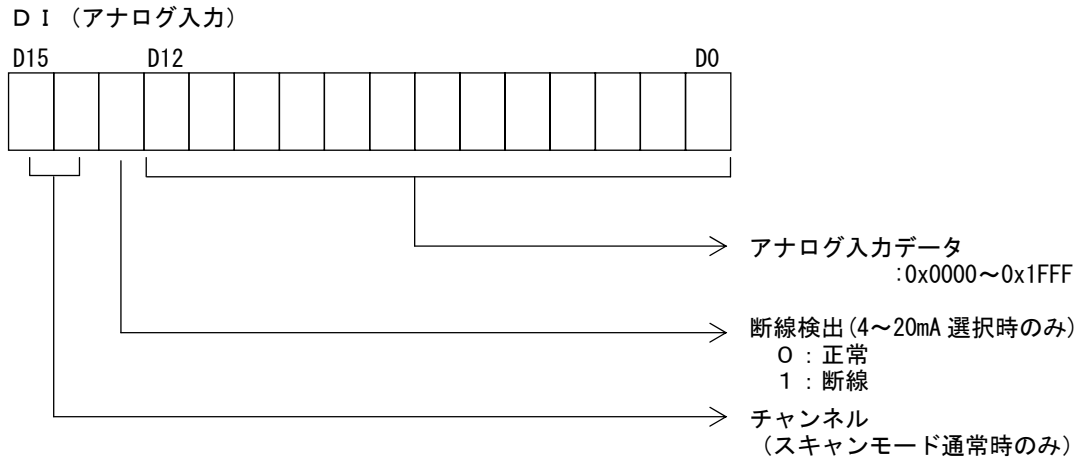 ＤＩ（アナログ入力）
D15 D12 D0
アナログ入力データ
:0x0000～0x1FFF
断線検出(4～20mA 選択時のみ)
０：正常
１：断線
チャンネル
（スキャンモード通常時のみ）